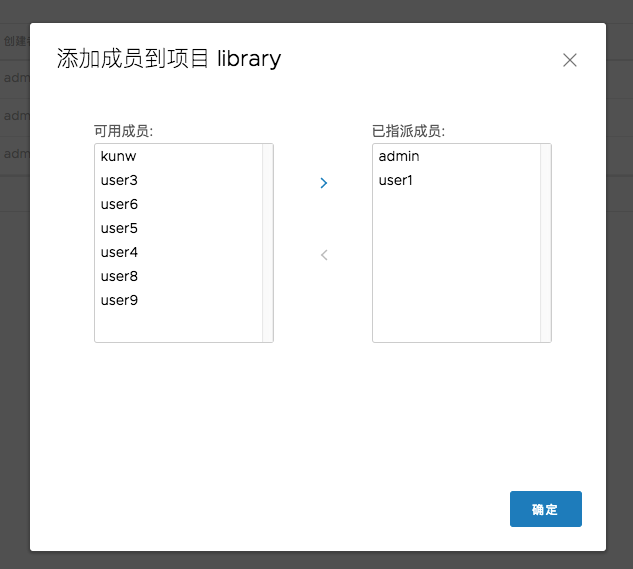 添加成员到项目 library
创建
adm
adm
adm
可用成员:
kunw
user3
user6
user5
user4
user8
user9
已指派成员:
admin
user1
确定